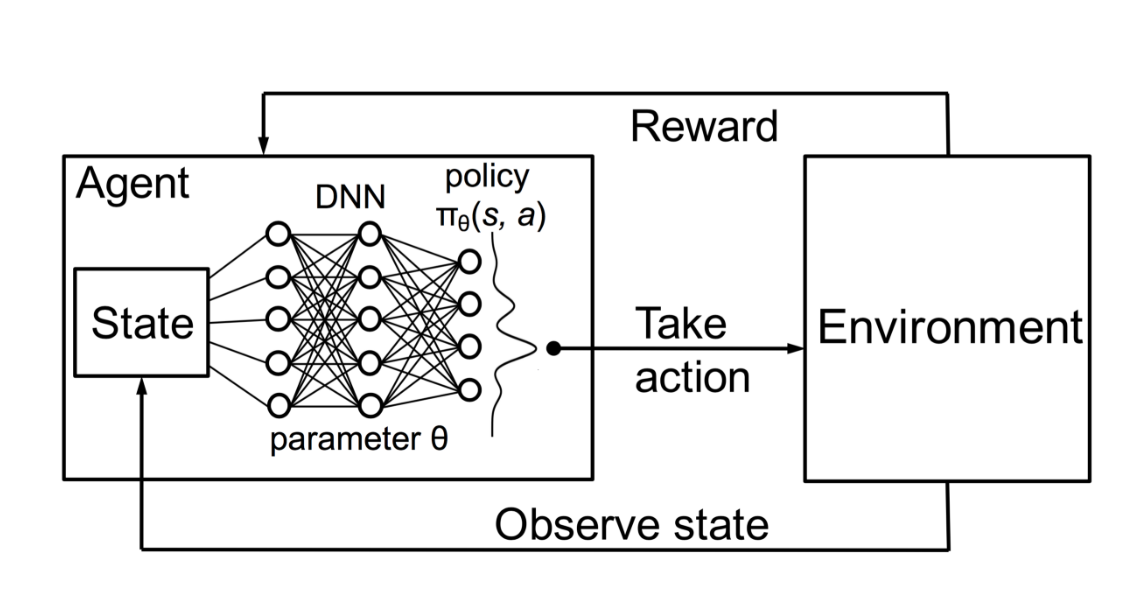 Reward
Agent
DNN
policy
πθ(s, a)
State
Take
action
Environment
parameter θ
Observe state